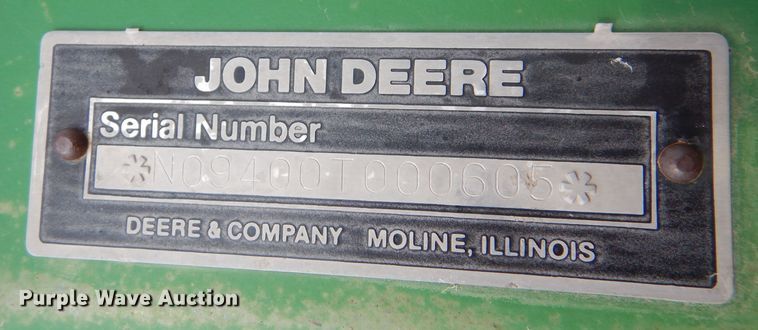 JOHN DEERE
Serial Number
*N09400T000605*
DEERE & COMPANY MOLINE, ILLINOIS
Purple Wave Auction